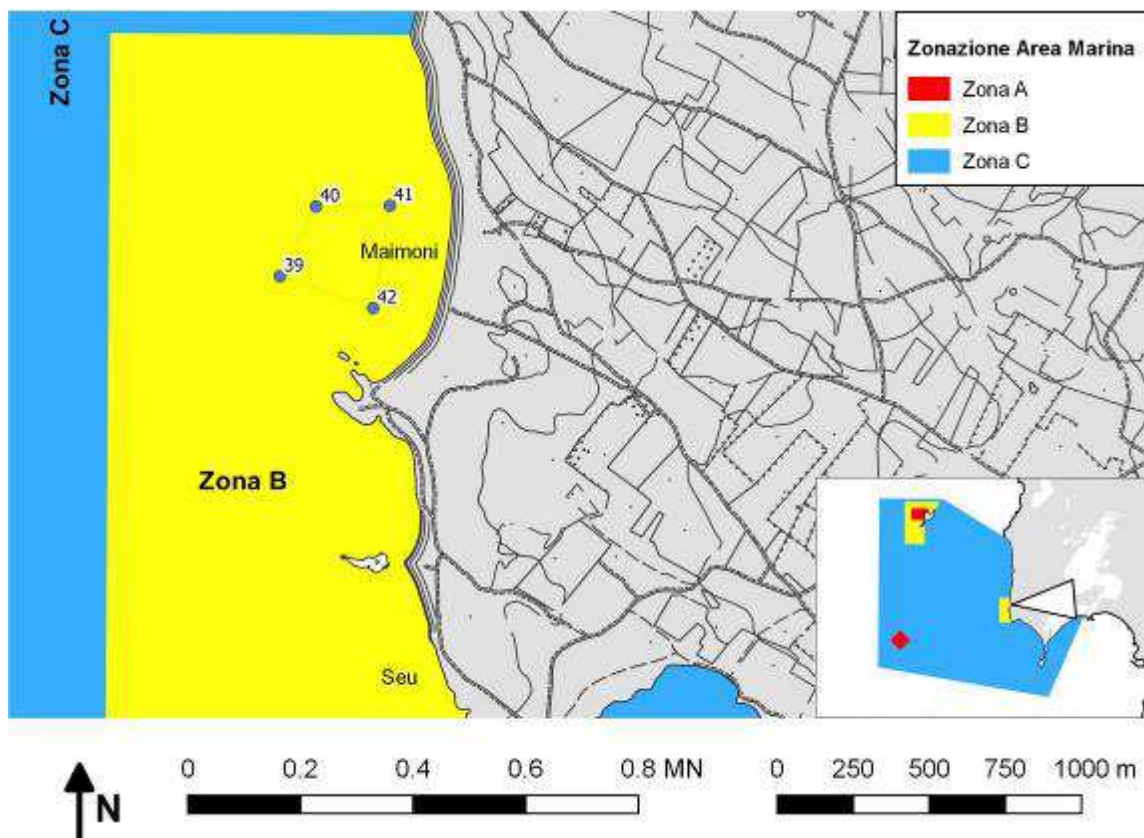 Zona C
Zonazione Area Marina
Zona A
Zona B
Zona C
40
41
Maimoni
39
42
Zona B
Seu
N
0 0.2 0.4 0.6 0.8 MN
0 250 500 750 1000 m